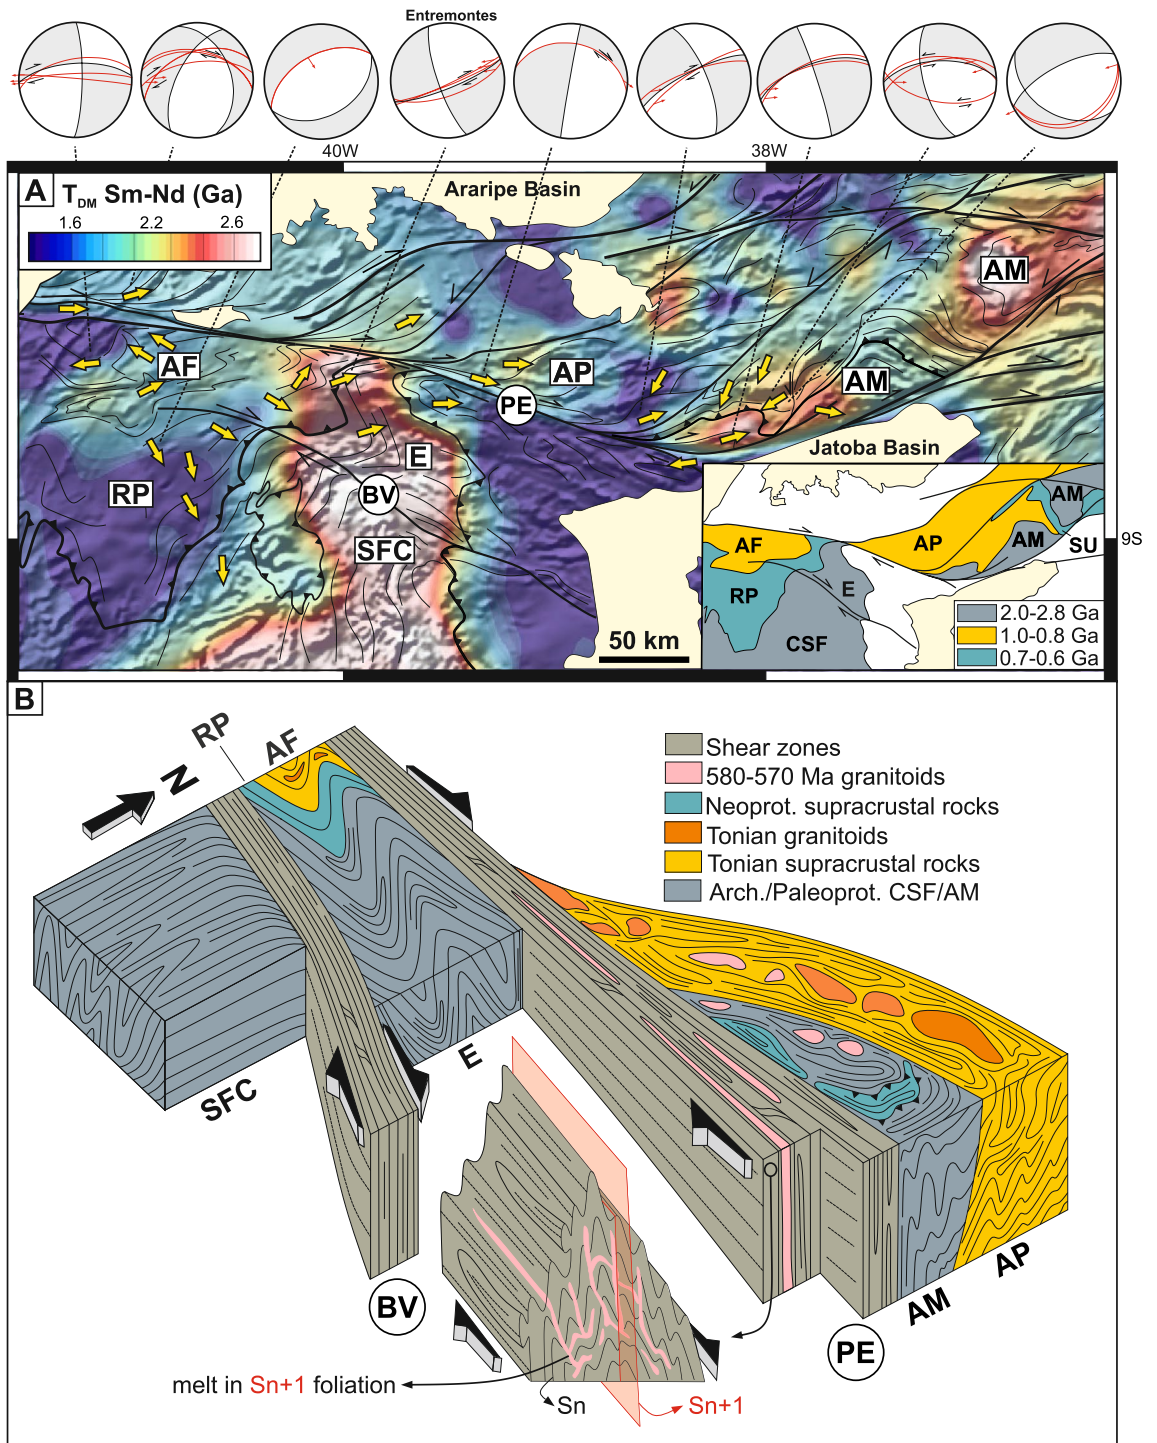 Entremontes
40W
38W
A
T_DM Sm-Nd (Ga)
1.6 2.2 2.6
Araripe Basin
AM
AF
AP
AM
PE
E
RP
BV
SFC
Jatoba Basin
9S
50 km
AM
AF
AP
AM
SU
RP
E
CSF
2.0-2.8 Ga
1.0-0.8 Ga
0.7-0.6 Ga
B
RP
AF
N
Shear zones
580-570 Ma granitoids
Neoprot. supracrustal rocks
Tonian granitoids
Tonian supracrustal rocks
Arch./Paleoprot. CSF/AM
SFC
E
AP
AM
BV
PE
melt in Sn+1 foliation
Sn
Sn+1